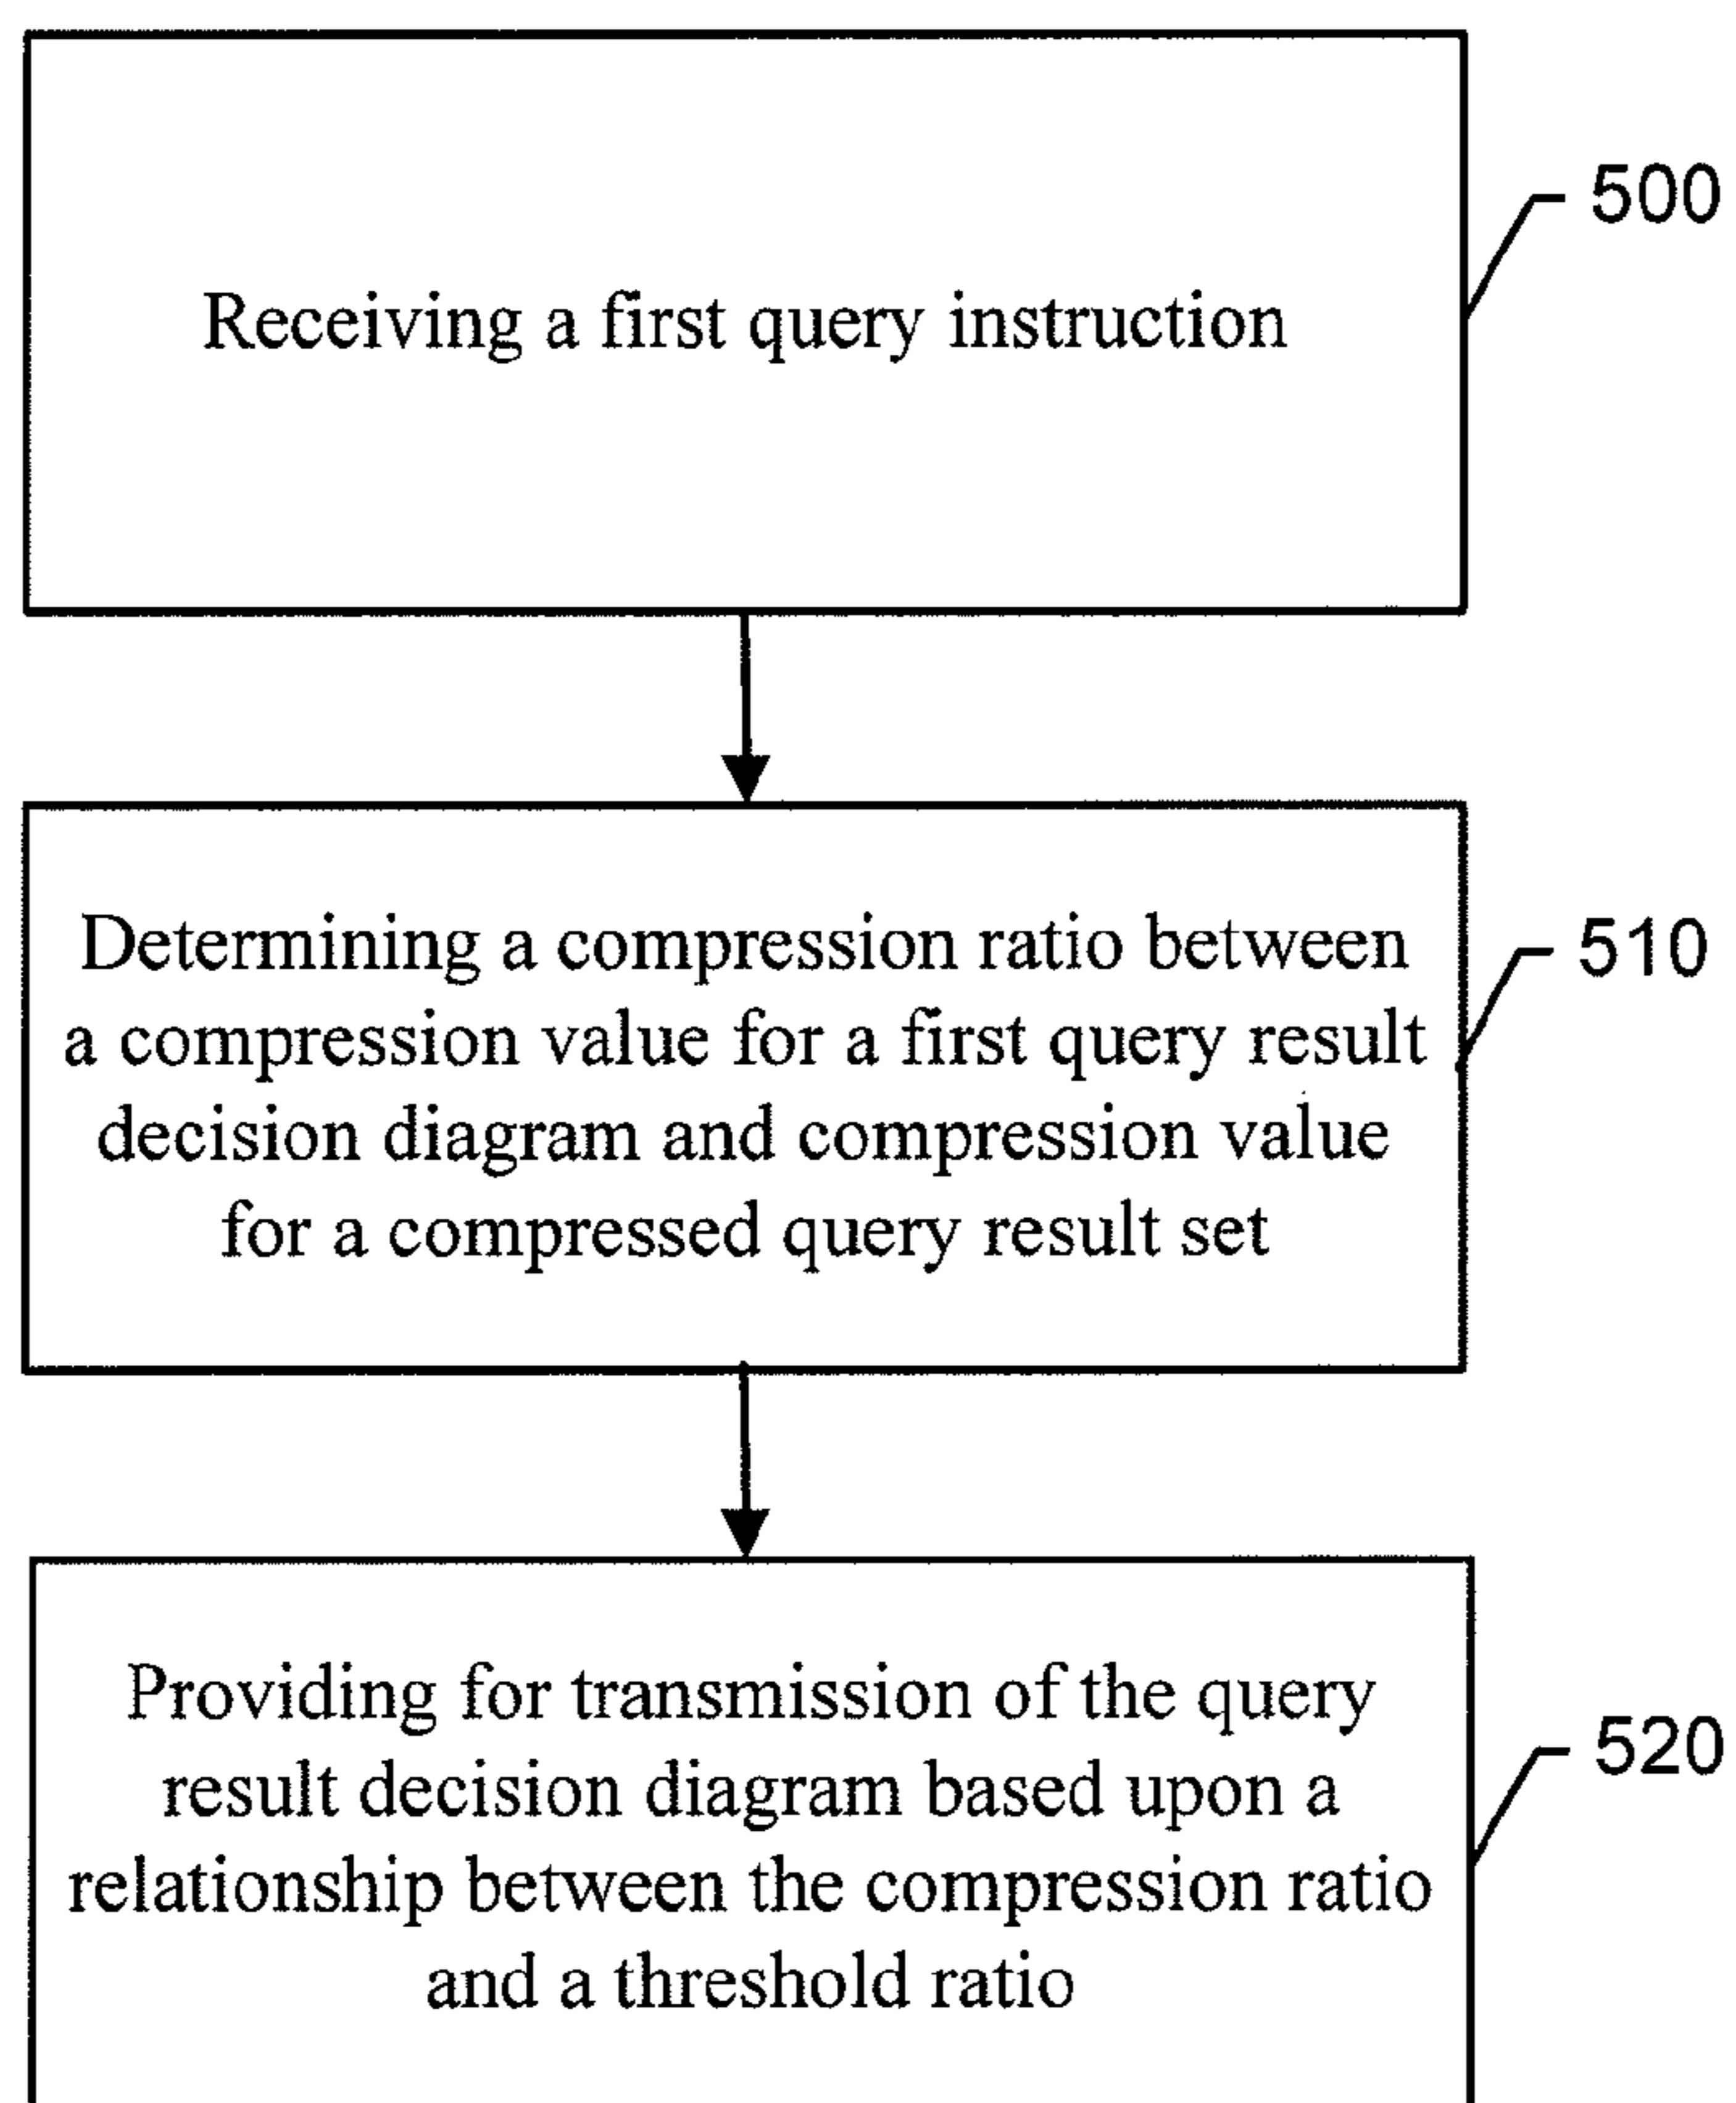 500
Receiving a first query instruction
Determining a compression ratio between
a compression value for a first query result
decision diagram and compression value
for a compressed query result set
510
Providing for transmission of the query
result decision diagram based upon a
relationship between the compression ratio
and a threshold ratio
520